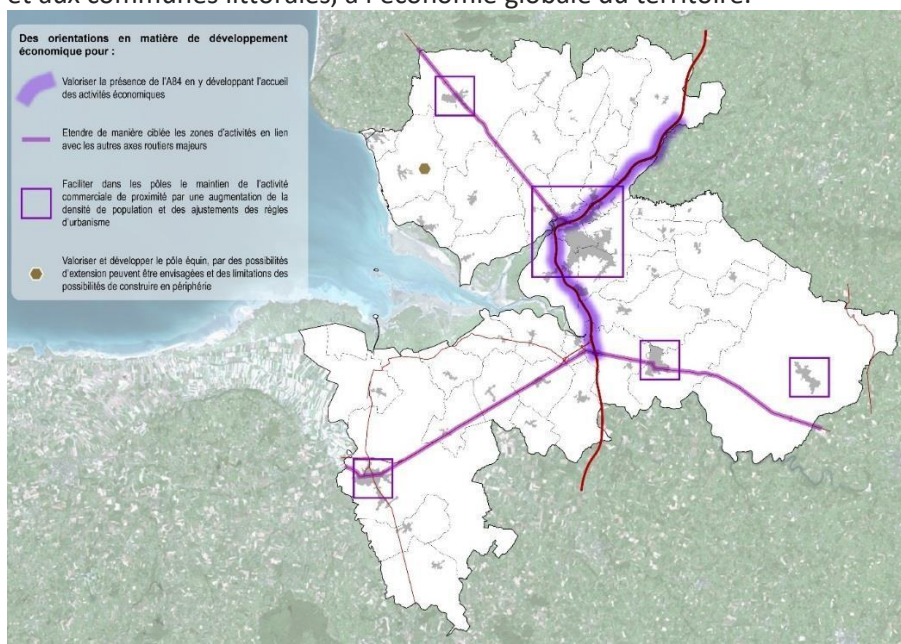 et aux communes littorales, à l'économie globale du territoire.
Des orientations en matière de développement
économique pour :
Valoriser la présence de l'A84 en y développant l'accueil
des activités économiques
Etendre de manière ciblée les zones d'activités en lien
avec les autres axes routiers majeurs
Faciliter dans les pôles le maintien de l'activité
commerciale de proximité par une augmentation de la
densité de population et des ajustements des règles
d'urbanisme
Valoriser et développer le pôle équin, par des possibilités
d'extension peuvent être envisagées et des limitations des
possibilités de construire en périphérie